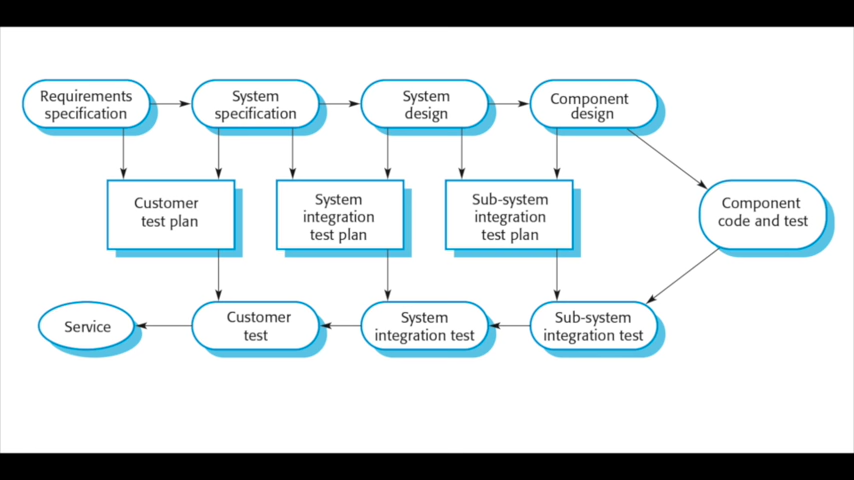 Requirements
specification
System
specification
System
design
Component
design
Customer
test plan
System
integration
test plan
Sub-system
integration
test plan
Component
code and test
Service
Customer
test
System
integration test
Sub-system
integration test